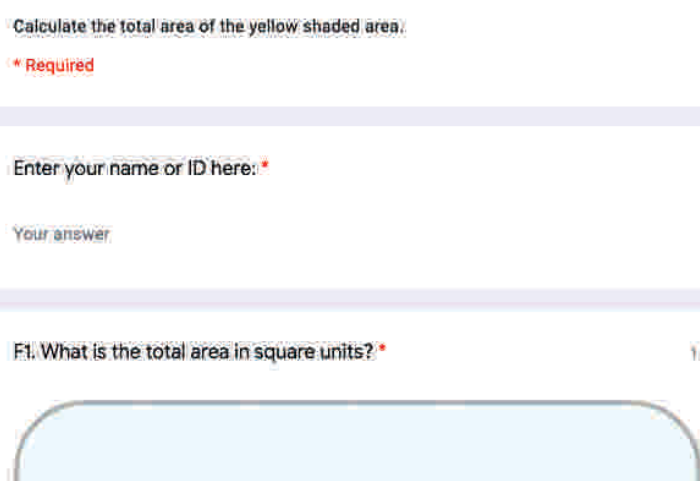 Calculate the total area of the yellow shaded area.
* Required
Enter your name or ID here: *
Your answer
F1. What is the total area in square units? *
1